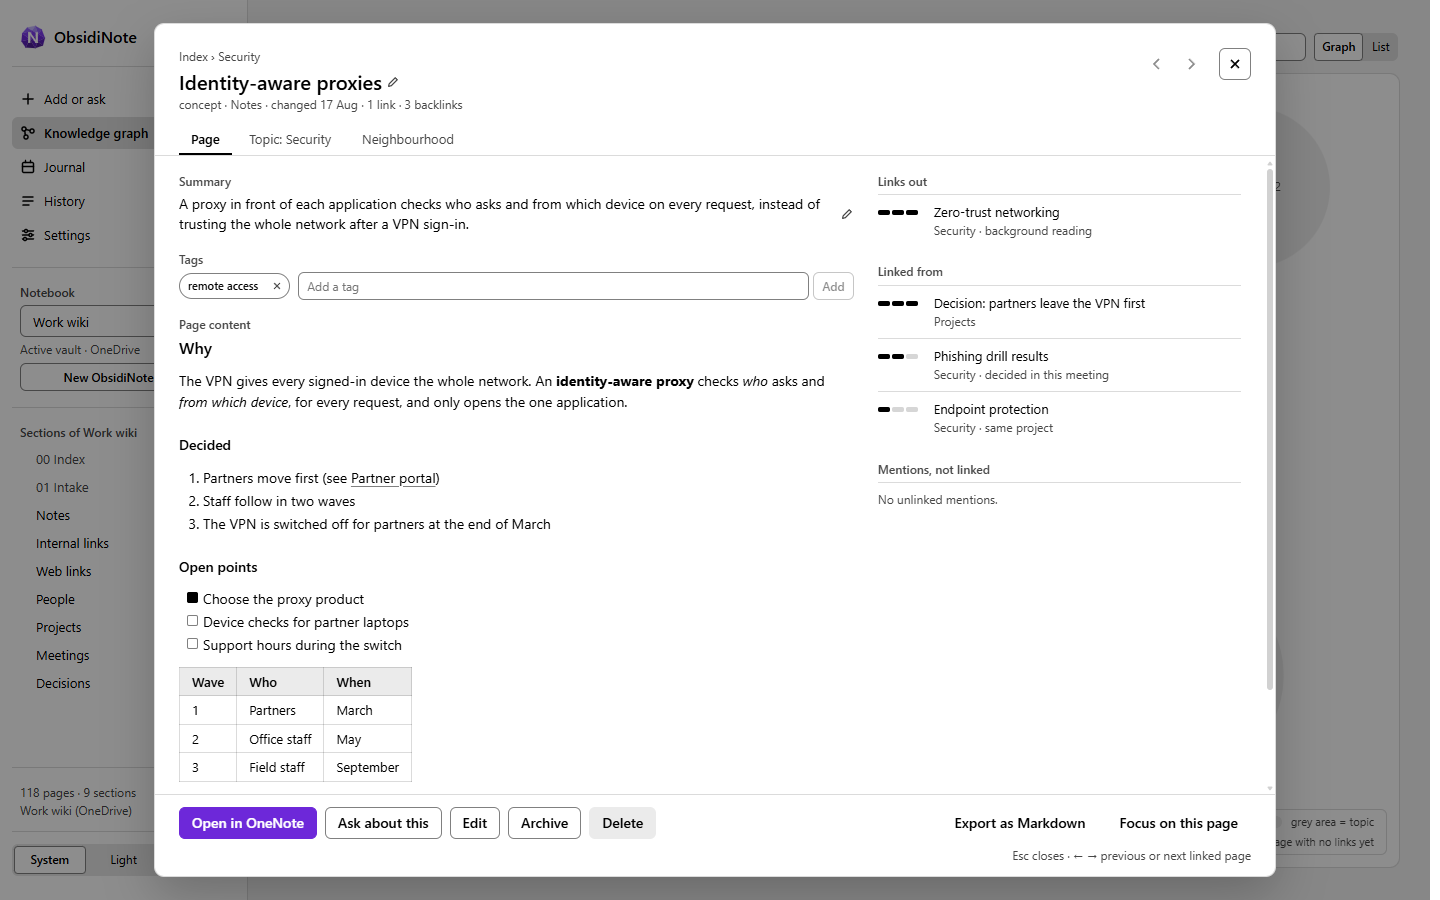 ObsidiNote
Add or ask
Knowledge graph
Journal
History
Settings
Notebook
Work wiki
Active vault · OneDrive
New ObsidiNote
Sections of Work wiki
00 Index
01 Intake
Notes
Internal links
Web links
People
Projects
Meetings
Decisions
118 pages · 9 sections
Work wiki (OneDrive)
System Light
Index › Security
Identity-aware proxies
concept · Notes · changed 17 Aug · 1 link · 3 backlinks
Page Topic: Security Neighbourhood
Summary
A proxy in front of each application checks who asks and from which device on every request, instead of
trusting the whole network after a VPN sign-in.
Tags
remote access × Add a tag Add
Page content
Why
The VPN gives every signed-in device the whole network. An identity-aware proxy checks who asks and
from which device, for every request, and only opens the one application.
Decided
1. Partners move first (see Partner portal)
2. Staff follow in two waves
3. The VPN is switched off for partners at the end of March
Open points
Choose the proxy product
Device checks for partner laptops
Support hours during the switch
Wave Who When
1 Partners March
2 Office staff May
3 Field staff September
Links out
Zero-trust networking
Security · background reading
Linked from
Decision: partners leave the VPN first
Projects
Phishing drill results
Security · decided in this meeting
Endpoint protection
Security · same project
Mentions, not linked
No unlinked mentions.
Open in OneNote Ask about this Edit Archive Delete Export as Markdown Focus on this page
Esc closes · ← → previous or next linked page
Graph List
2
grey area = topic
age with no links yet